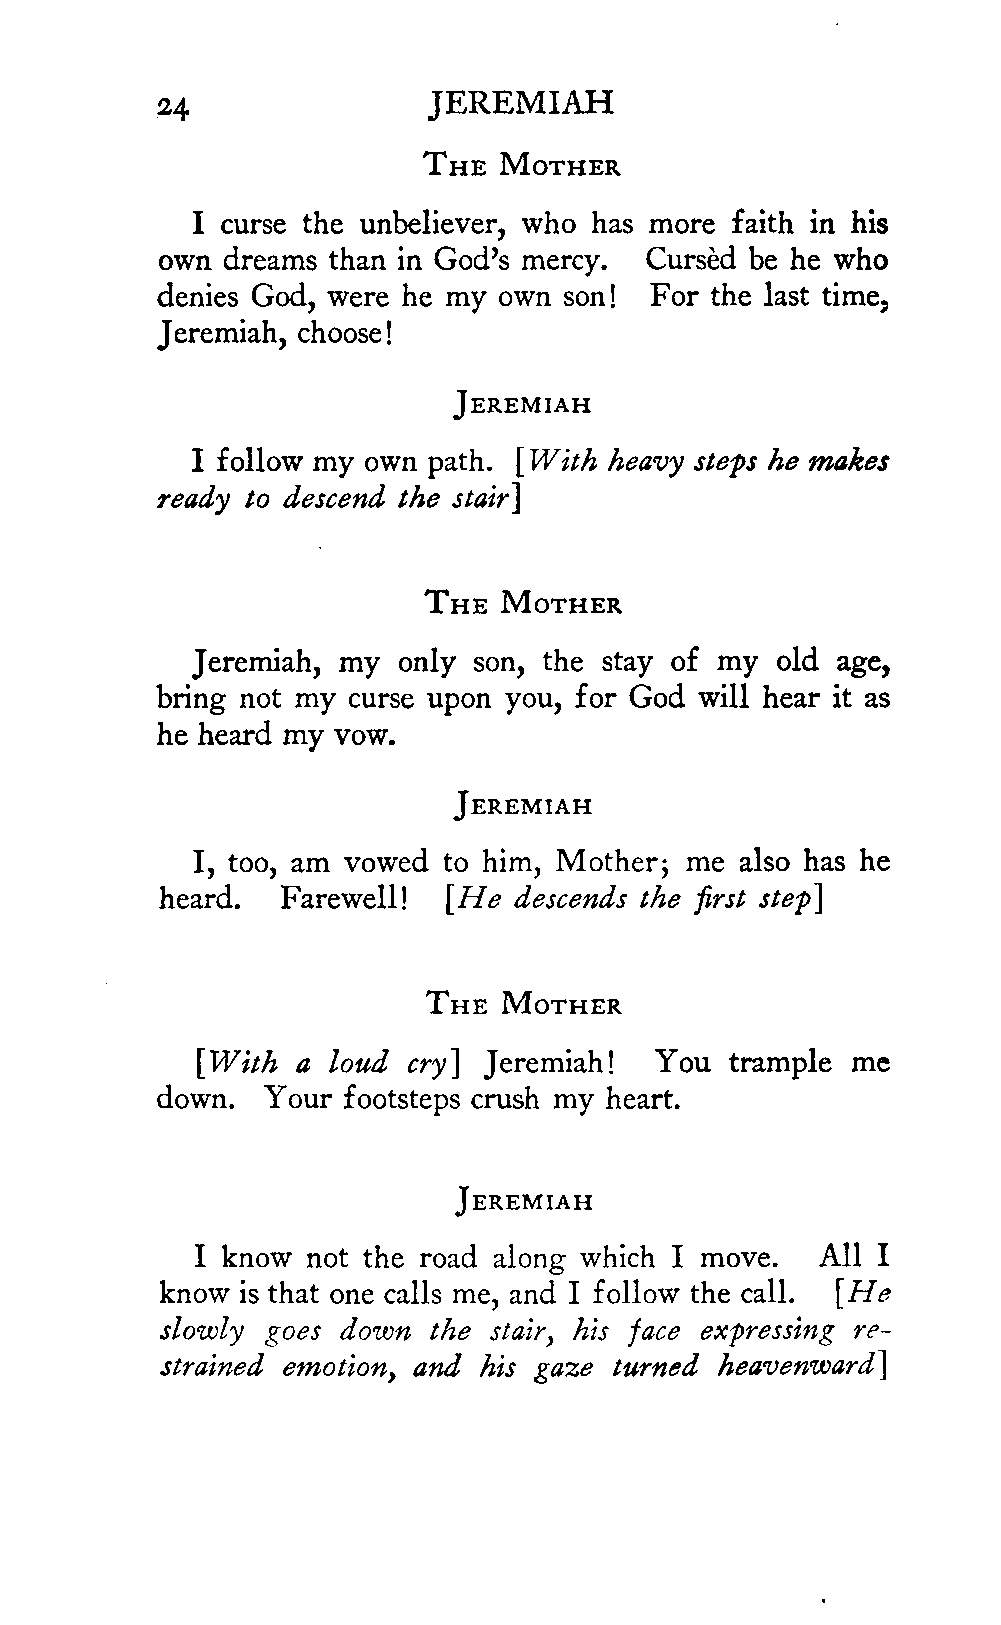 24 JEREMIAH
THE MOTHER
I curse the unbeliever, who has more faith in his
own dreams than in God's mercy. Cursèd be he who
denies God, were he my own son! For the last time,
Jeremiah, choose!
JEREMIAH
I follow my own path. [With heavy steps he makes
ready to descend the stair]
THE MOTHER
Jeremiah, my only son, the stay of my old age,
bring not my curse upon you, for God will hear it as
he heard my vow.
JEREMIAH
I, too, am vowed to him, Mother; me also has he
heard. Farewell! [He descends the first step]
THE MOTHER
[With a loud cry] Jeremiah! You trample me
down. Your footsteps crush my heart.
JEREMIAH
I know not the road along which I move. All I
know is that one calls me, and I follow the call. [He
slowly goes down the stair, his face expressing re-
strained emotion, and his gaze turned heavenward]